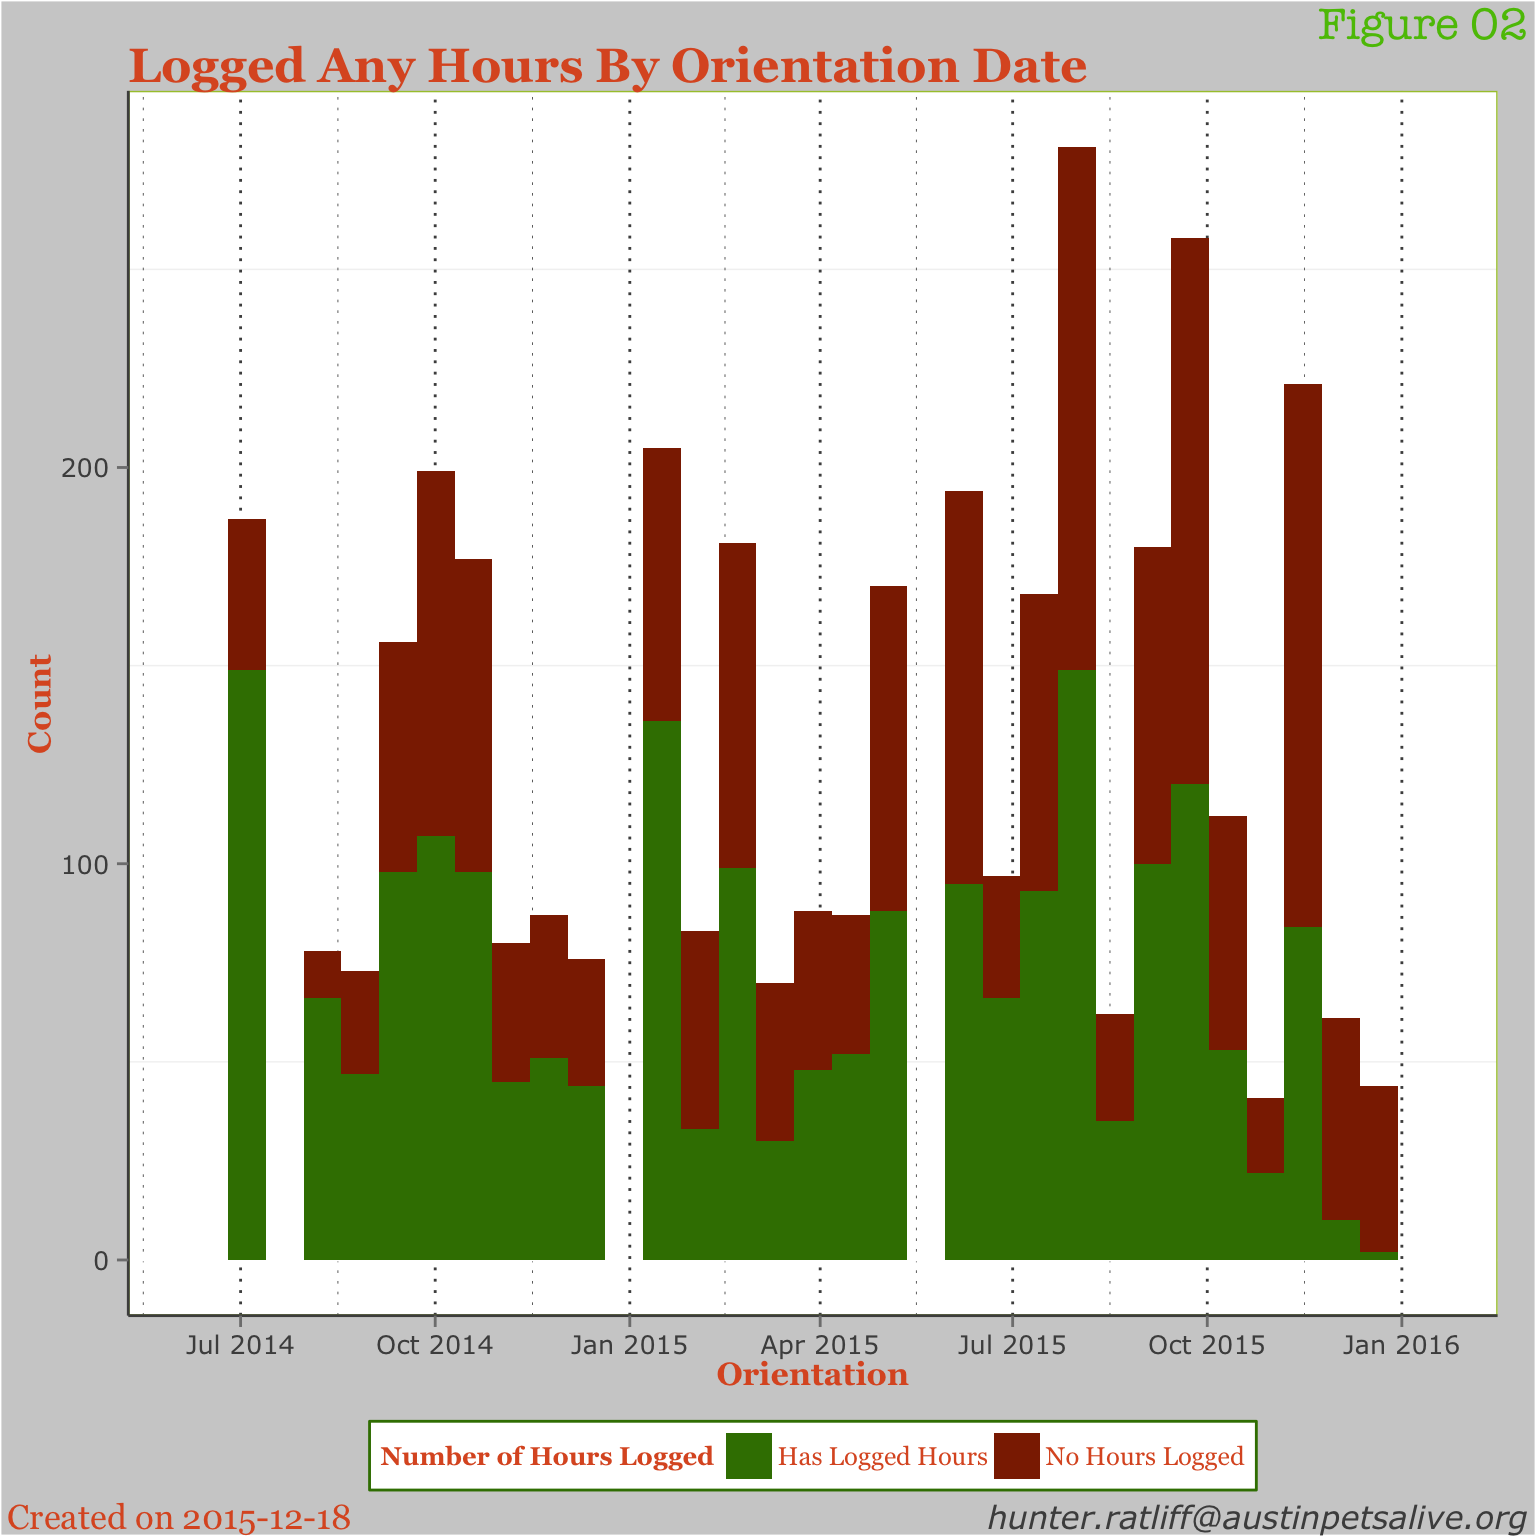 Figure 02
Logged Any Hours By Orientation Date
Count
200
100
0
Jul 2014 Oct 2014 Jan 2015 Apr 2015 Jul 2015 Oct 2015 Jan 2016
Orientation
Number of Hours Logged Has Logged Hours No Hours Logged
Created on 2015-12-18 hunter.ratliff@austinpetsalive.org